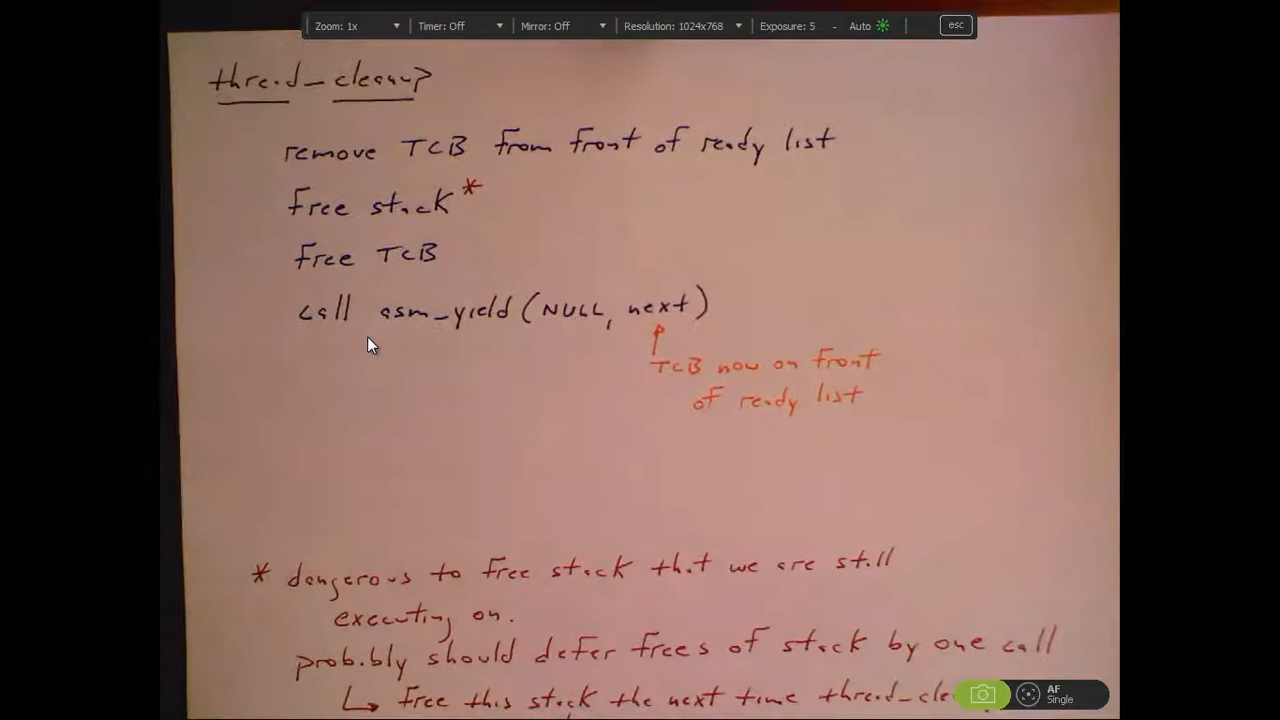 Zoom: 1x Timer: Off Mirror: Off Resolution: 1024x768 Exposure: 5 - Auto esc
thread_cleanup
remove TCB from front of ready list
free stack*
free TCB
call asm_yield(NULL, next)
TCB now on front
of ready list
* dangerous to free stack that we are still
executing on.
probably should defer frees of stack by one call
↳ free this stack the next time thread_cle
AF
Single